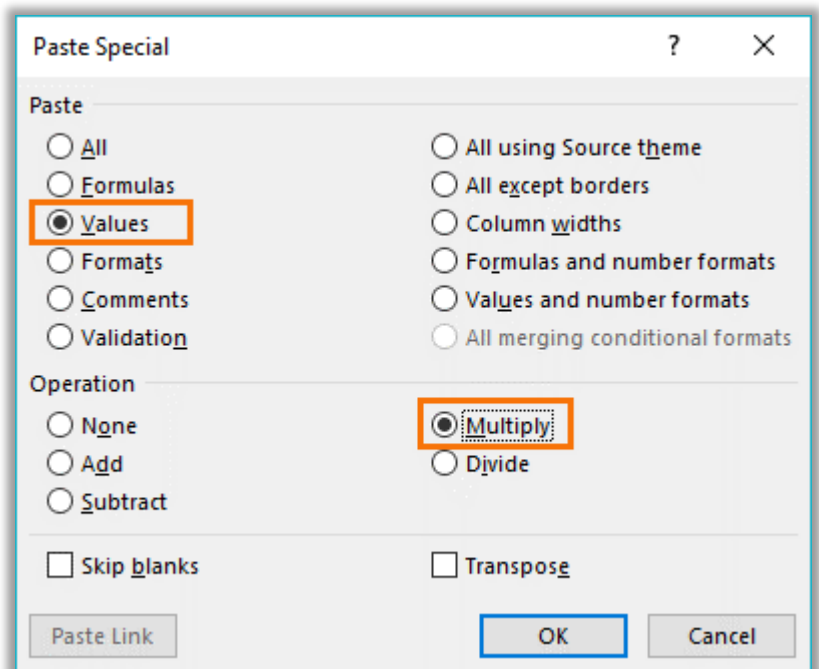 Paste Special ? ×
Paste
All
Formulas
Values
Formats
Comments
Validation
All using Source theme
All except borders
Column widths
Formulas and number formats
Values and number formats
All merging conditional formats
Operation
None
Add
Subtract
Multiply
Divide
Skip blanks
Transpose
Paste Link
OK
Cancel